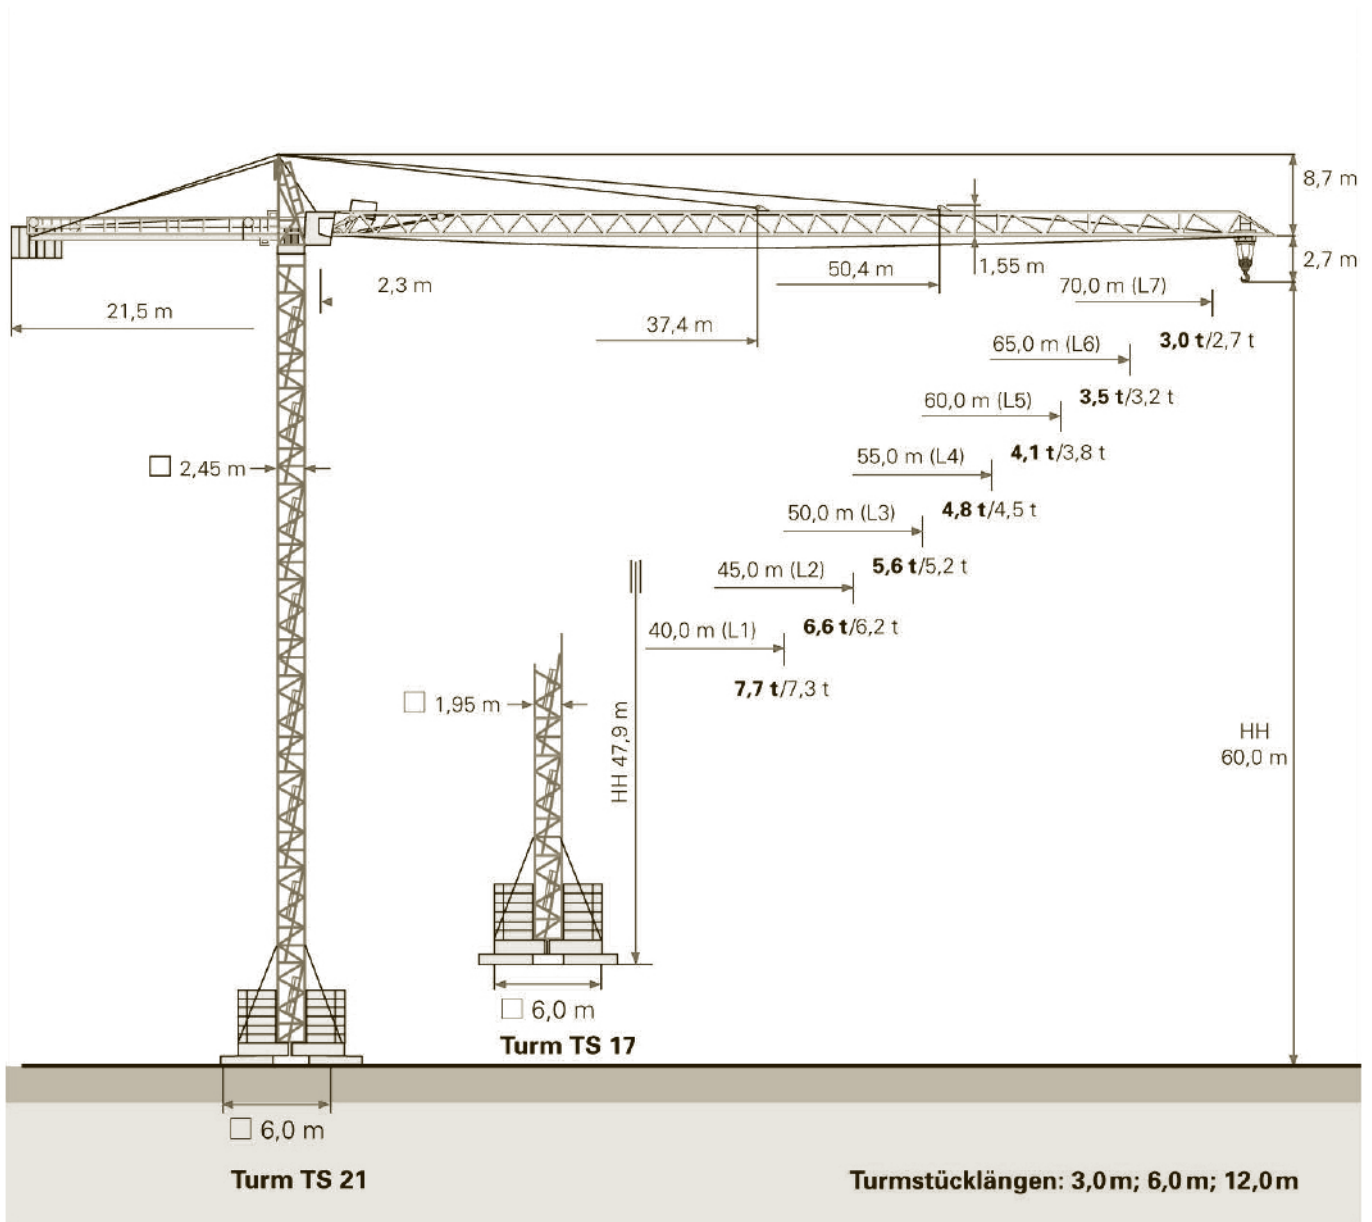 8,7 m
2,7 m
1,55 m
50,4 m
2,3 m
70,0 m (L7)
21,5 m
37,4 m
3,0 t/2,7 t
65,0 m (L6)
3,5 t/3,2 t
60,0 m (L5)
4,1 t/3,8 t
2,45 m
55,0 m (L4)
4,8 t/4,5 t
50,0 m (L3)
5,6 t/5,2 t
45,0 m (L2)
6,6 t/6,2 t
40,0 m (L1)
7,7 t/7,3 t
1,95 m
HH 47,9 m
HH
60,0 m
6,0 m
Turm TS 17
6,0 m
Turm TS 21
Turmstücklängen: 3,0 m; 6,0 m; 12,0 m